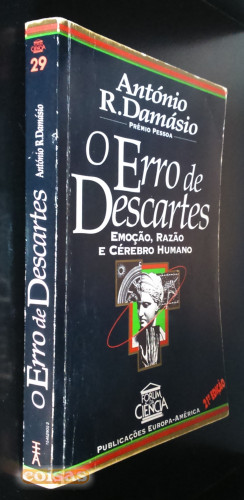 29
António R.Damásio
O Erro de Descartes
António
R.Damásio
PRÉMIO PESSOA
O Erro de
Descartes
EMOÇÃO, RAZÃO
E CÉREBRO HUMANO
FORUM
DA
CIÊNCIA
PUBLICAÇÕES EUROPA-AMÉRICA
coisas